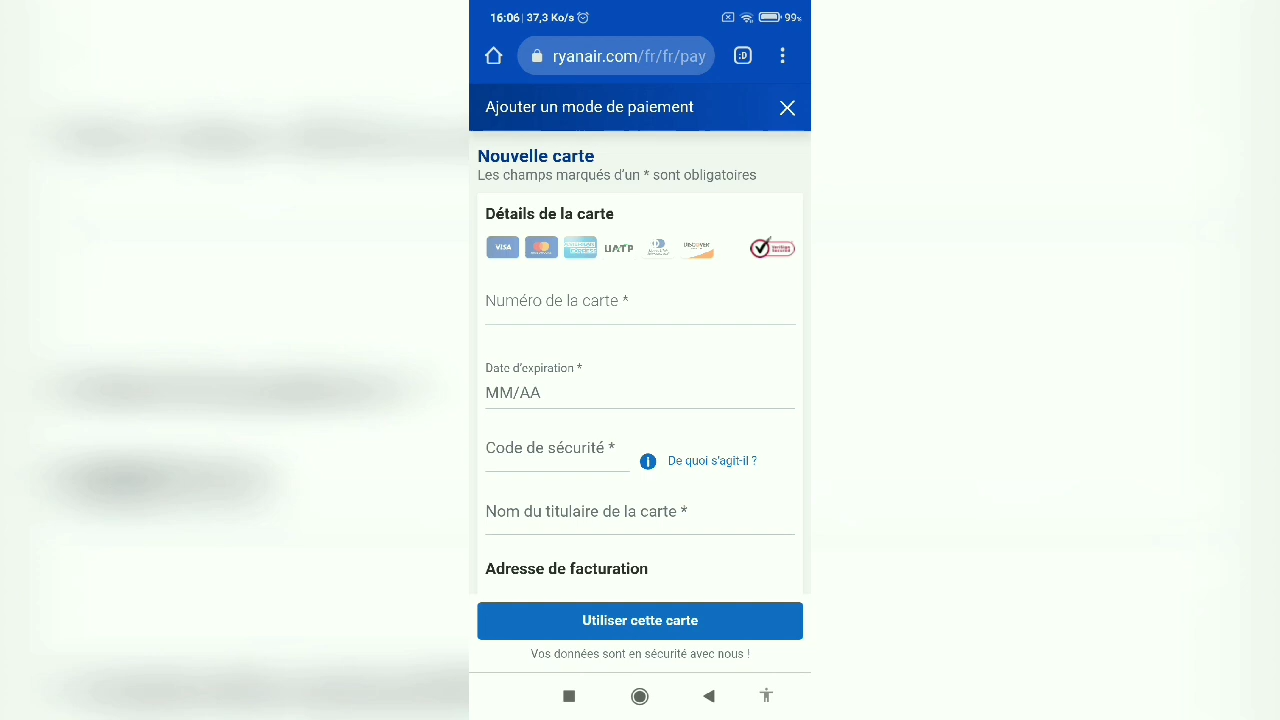 16:06 | 37,3 Ko/s
99%
ryanair.com/fr/fr/pay
:D
Ajouter un mode de paiement
Nouvelle carte
Les champs marqués d'un * sont obligatoires
Détails de la carte
VISA
UATP
DISCOVER
Numéro de la carte *
Date d'expiration *
MM/AA
Code de sécurité *
De quoi s'agit-il ?
Nom du titulaire de la carte *
Adresse de facturation
Utiliser cette carte
Vos données sont en sécurité avec nous !